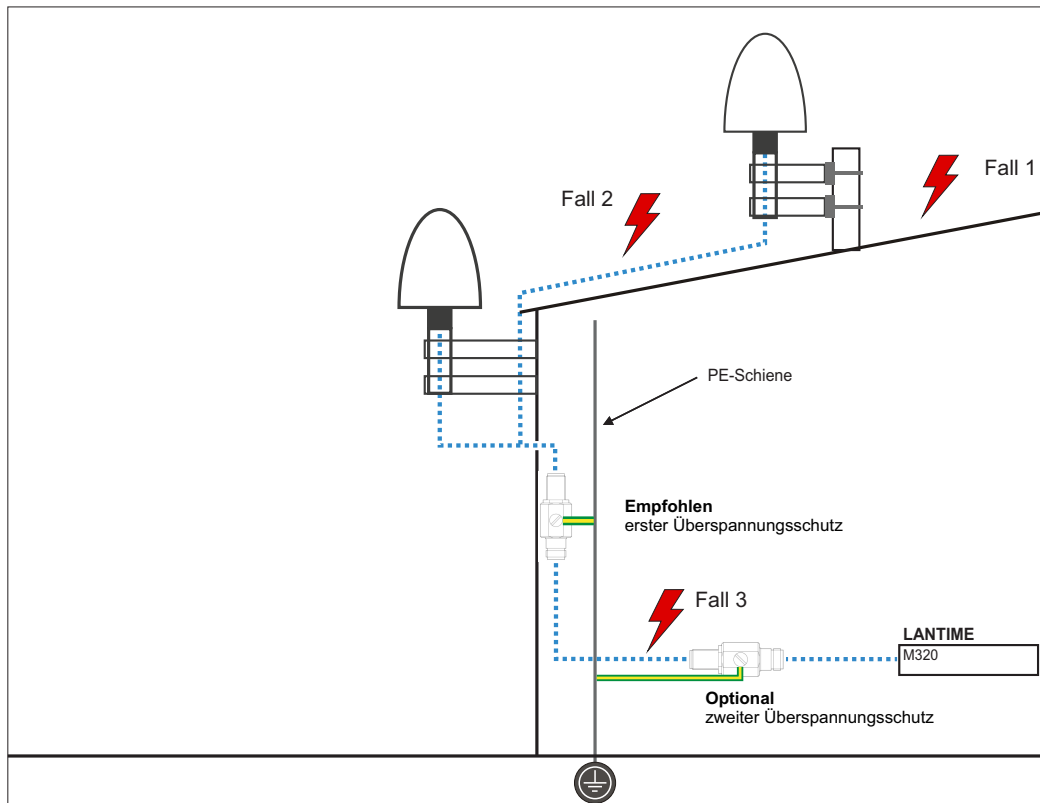 Fall 1
Fall 2
PE-Schiene
Empfohlen
erster Überspannungsschutz
Fall 3
LANTIME
M320
Optional
zweiter Überspannungsschutz